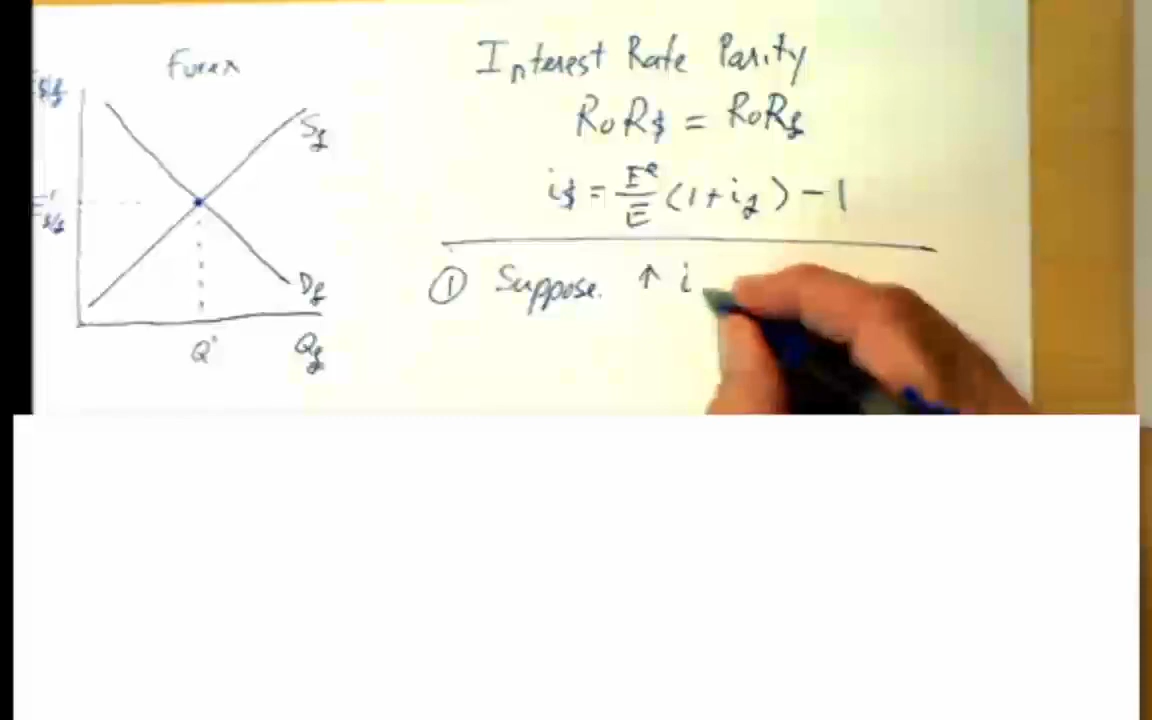 Forex
E$/£
S£
E'$/£
D£
Q'
Q£
Interest Rate Parity
RoR$ = RoR£
i$ = Eᵉ/E (1+i£) - 1
① Suppose. ↑ i